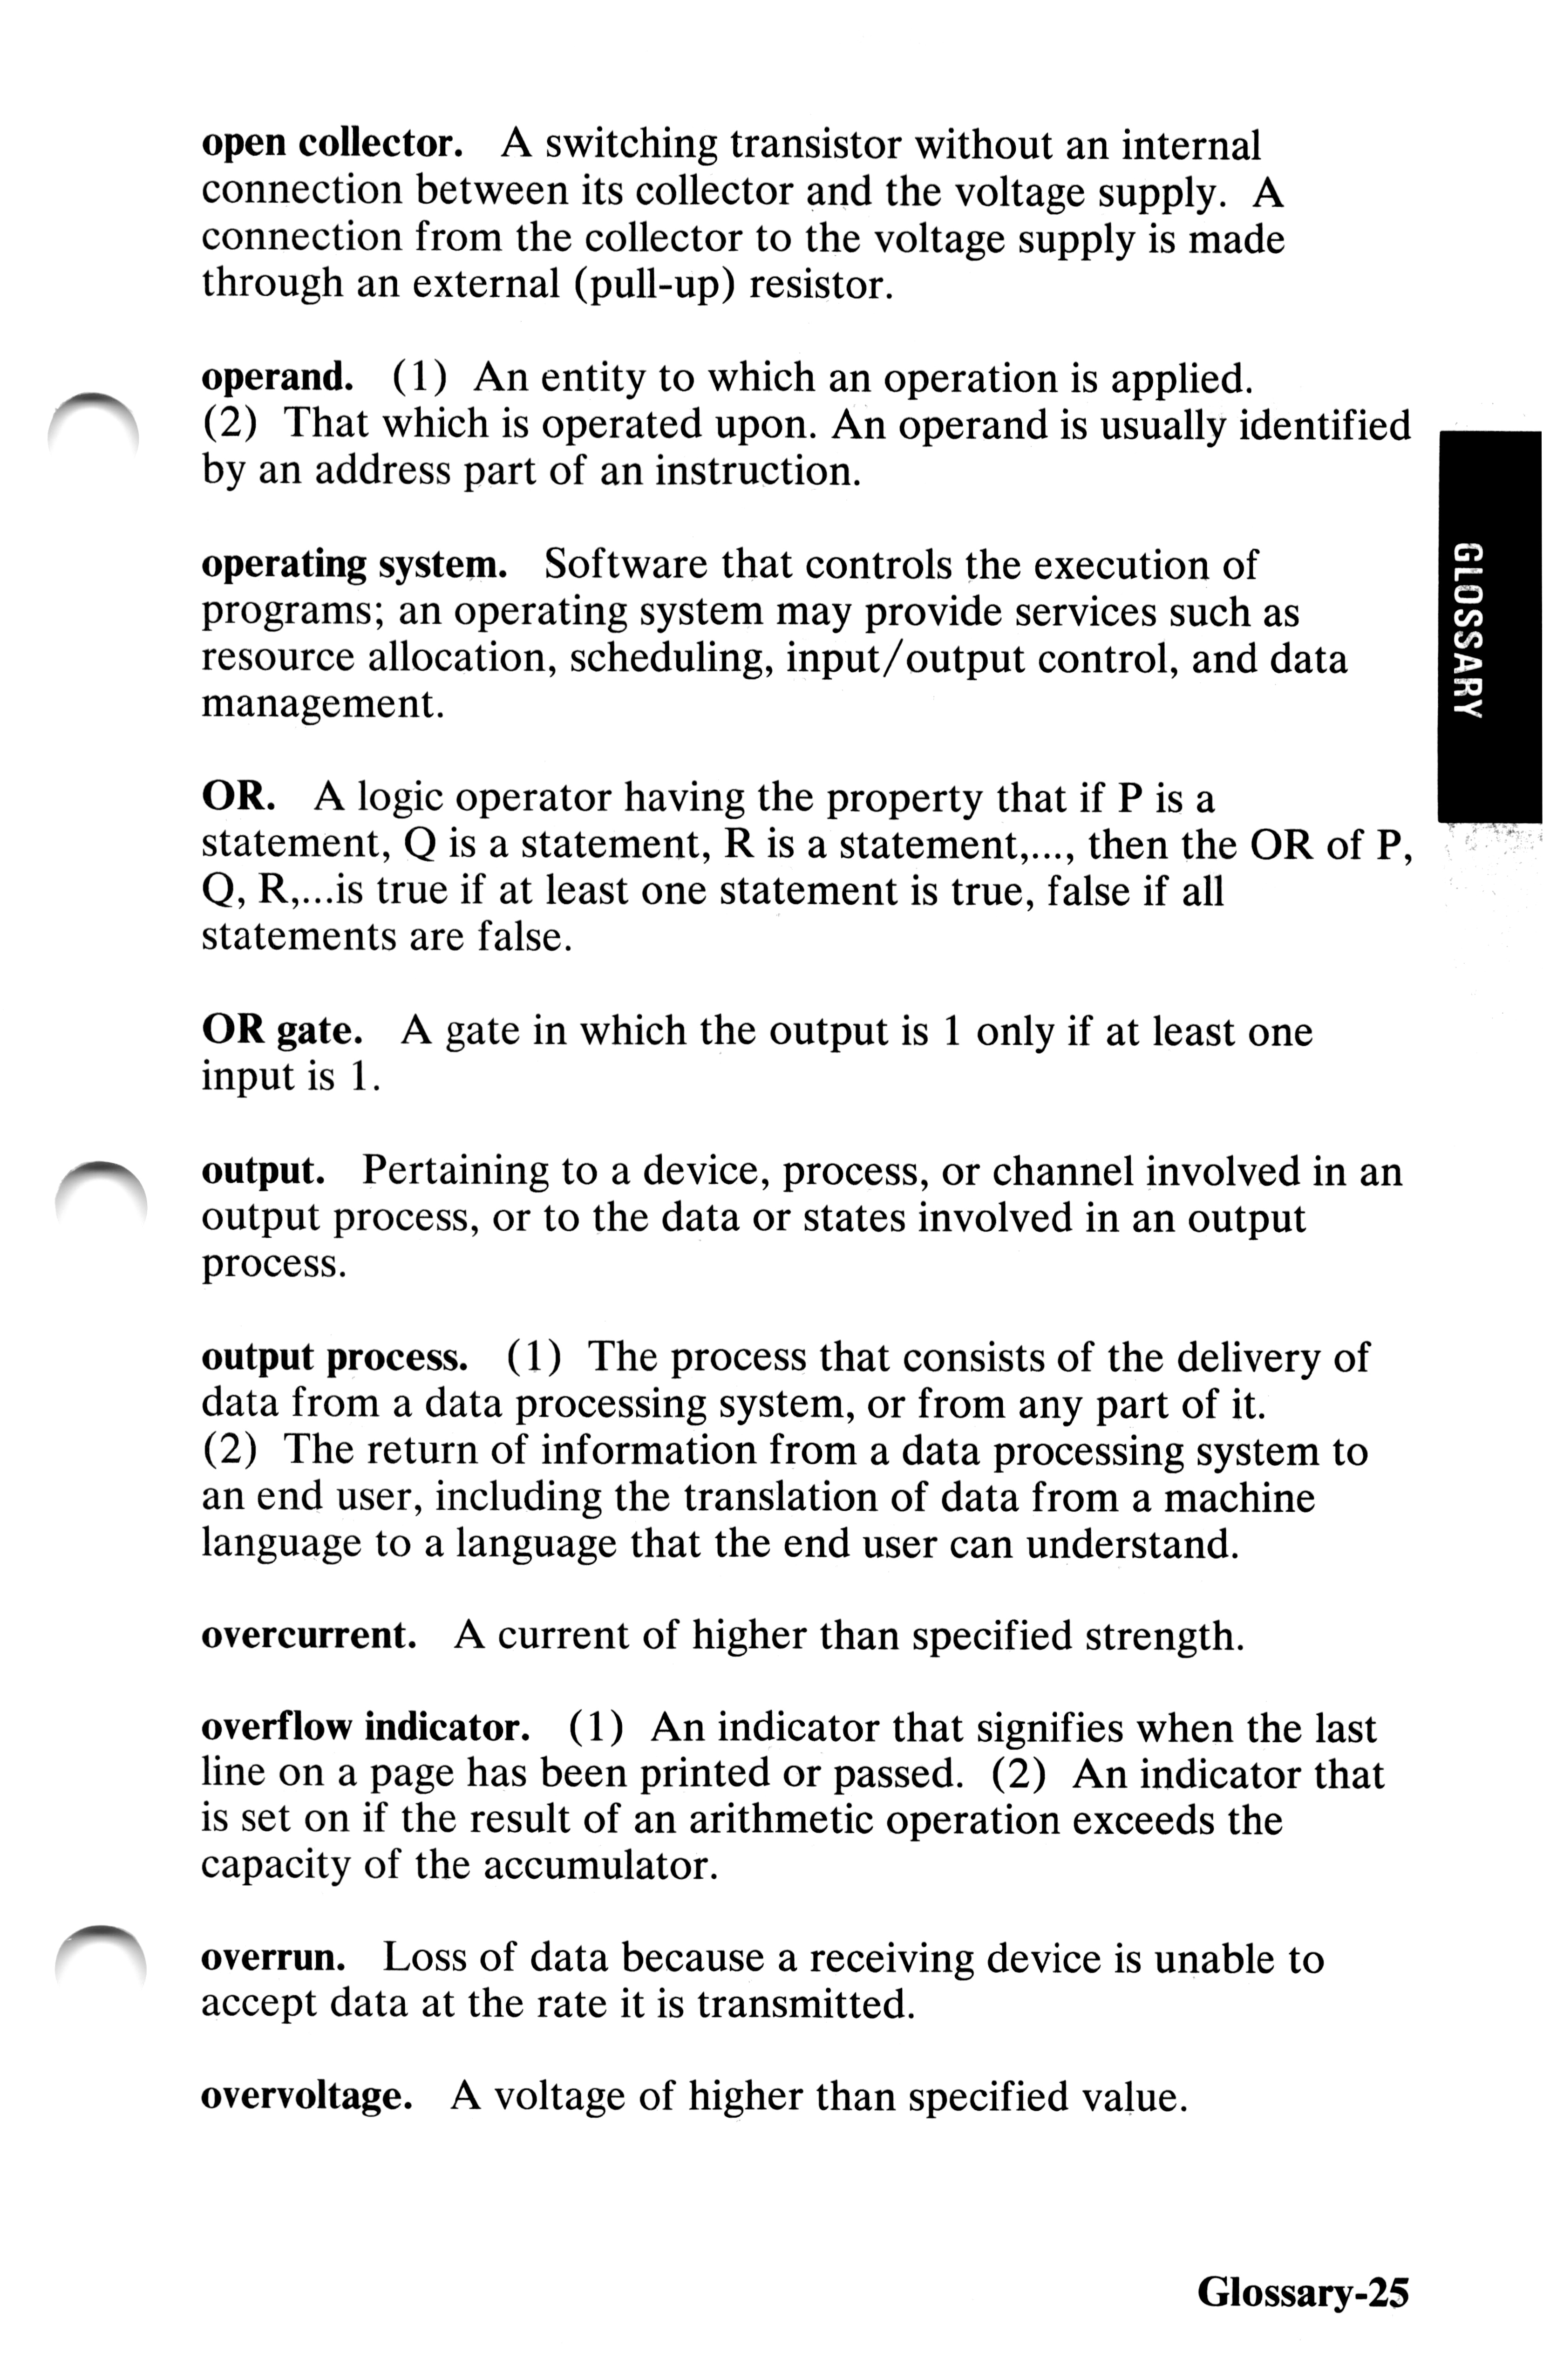 open collector. A switching transistor without an internal
connection between its collector and the voltage supply. A
connection from the collector to the voltage supply is made
through an external (pull-up) resistor.
operand. (1) An entity to which an operation is applied.
(2) That which is operated upon. An operand is usually identified
by an address part of an instruction.
operating system. Software that controls the execution of
programs; an operating system may provide services such as
resource allocation, scheduling, input/output control, and data
management.
OR. A logic operator having the property that if P is a
statement, Q is a statement, R is a statement,..., then the OR of P,
Q, R,...is true if at least one statement is true, false if all
statements are false.
OR gate. A gate in which the output is 1 only if at least one
input is 1.
output. Pertaining to a device, process, or channel involved in an
output process, or to the data or states involved in an output
process.
output process. (1) The process that consists of the delivery of
data from a data processing system, or from any part of it.
(2) The return of information from a data processing system to
an end user, including the translation of data from a machine
language to a language that the end user can understand.
overcurrent. A current of higher than specified strength.
overflow indicator. (1) An indicator that signifies when the last
line on a page has been printed or passed. (2) An indicator that
is set on if the result of an arithmetic operation exceeds the
capacity of the accumulator.
overrun. Loss of data because a receiving device is unable to
accept data at the rate it is transmitted.
overvoltage. A voltage of higher than specified value.
GLOSSARY
Glossary-25